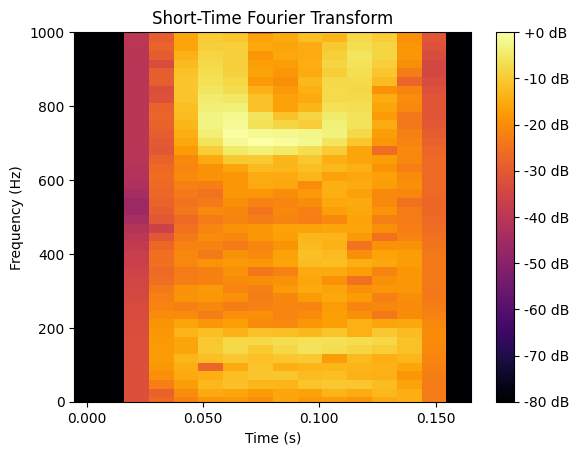 Short-Time Fourier Transform
Frequency (Hz)
1000
800
600
400
200
0
0.000
0.050
0.100
0.150
Time (s)
+0 dB
-10 dB
-20 dB
-30 dB
-40 dB
-50 dB
-60 dB
-70 dB
-80 dB